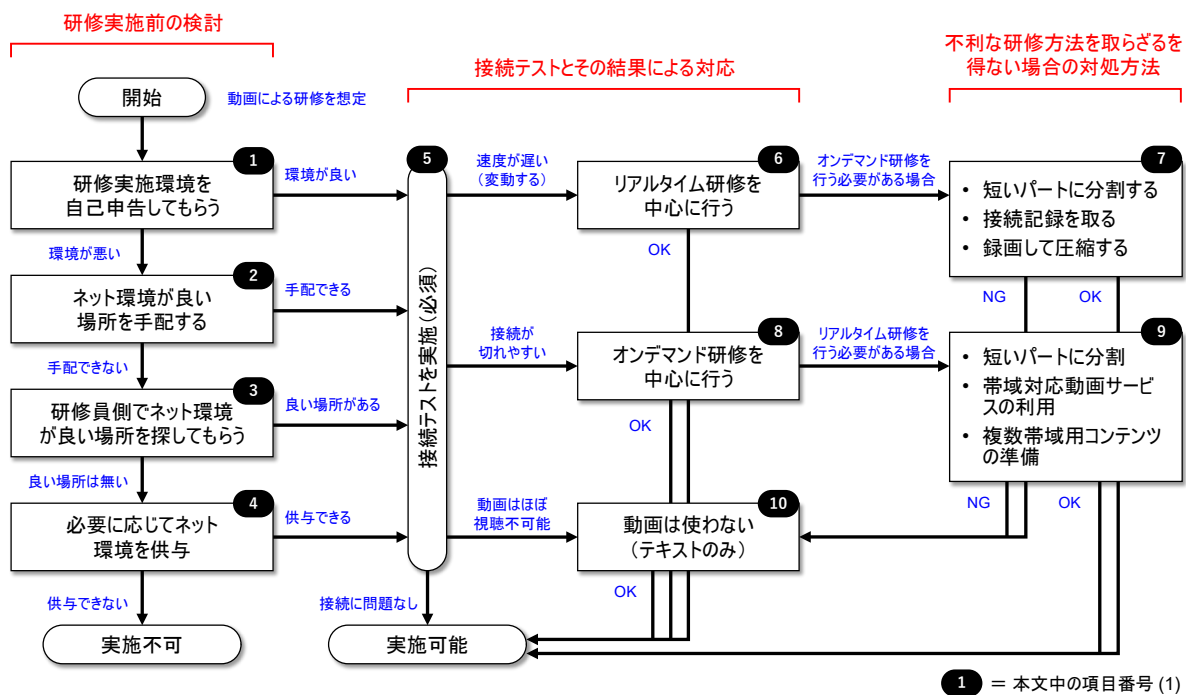 研修実施前の検討
接続テストとその結果による対応
不利な研修方法を取らざるを
得ない場合の対処方法
開始
動画による研修を想定
1
研修実施環境を
自己申告してもらう
環境が良い
環境が悪い
2
ネット環境が良い
場所を手配する
手配できる
手配できない
3
研修員側でネット環境
が良い場所を探してもらう
良い場所がある
良い場所は無い
4
必要に応じてネット
環境を供与
供与できる
供与できない
実施不可
5
接続テストを実施(必須)
速度が遅い
（変動する）
接続が
切れやすい
動画はほぼ
視聴不可能
接続に問題なし
実施可能
6
リアルタイム研修を
中心に行う
OK
オンデマンド研修を
行う必要がある場合
7
• 短いパートに分割する
• 接続記録を取る
• 録画して圧縮する
NG
OK
8
オンデマンド研修を
中心に行う
OK
リアルタイム研修を
行う必要がある場合
9
• 短いパートに分割
• 帯域対応動画サービ
スの利用
• 複数帯域用コンテンツ
の準備
NG
OK
10
動画は使わない
（テキストのみ）
OK
1 = 本文中の項目番号 (1)